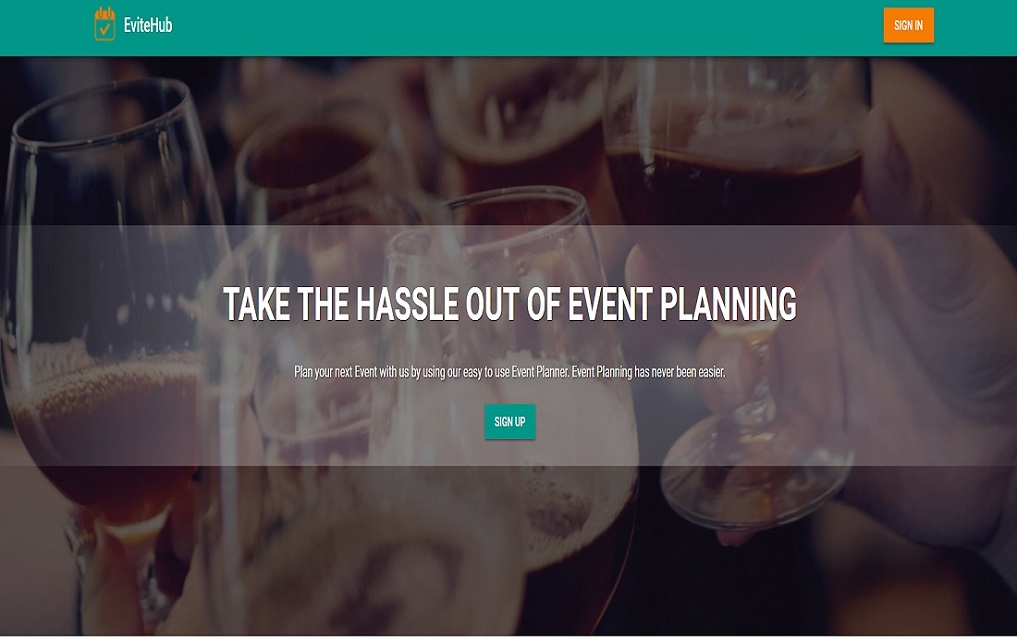 EviteHub
SIGN IN
TAKE THE HASSLE OUT OF EVENT PLANNING
Plan your next Event with us by using our easy to use Event Planner. Event Planning has never been easier.
SIGN UP